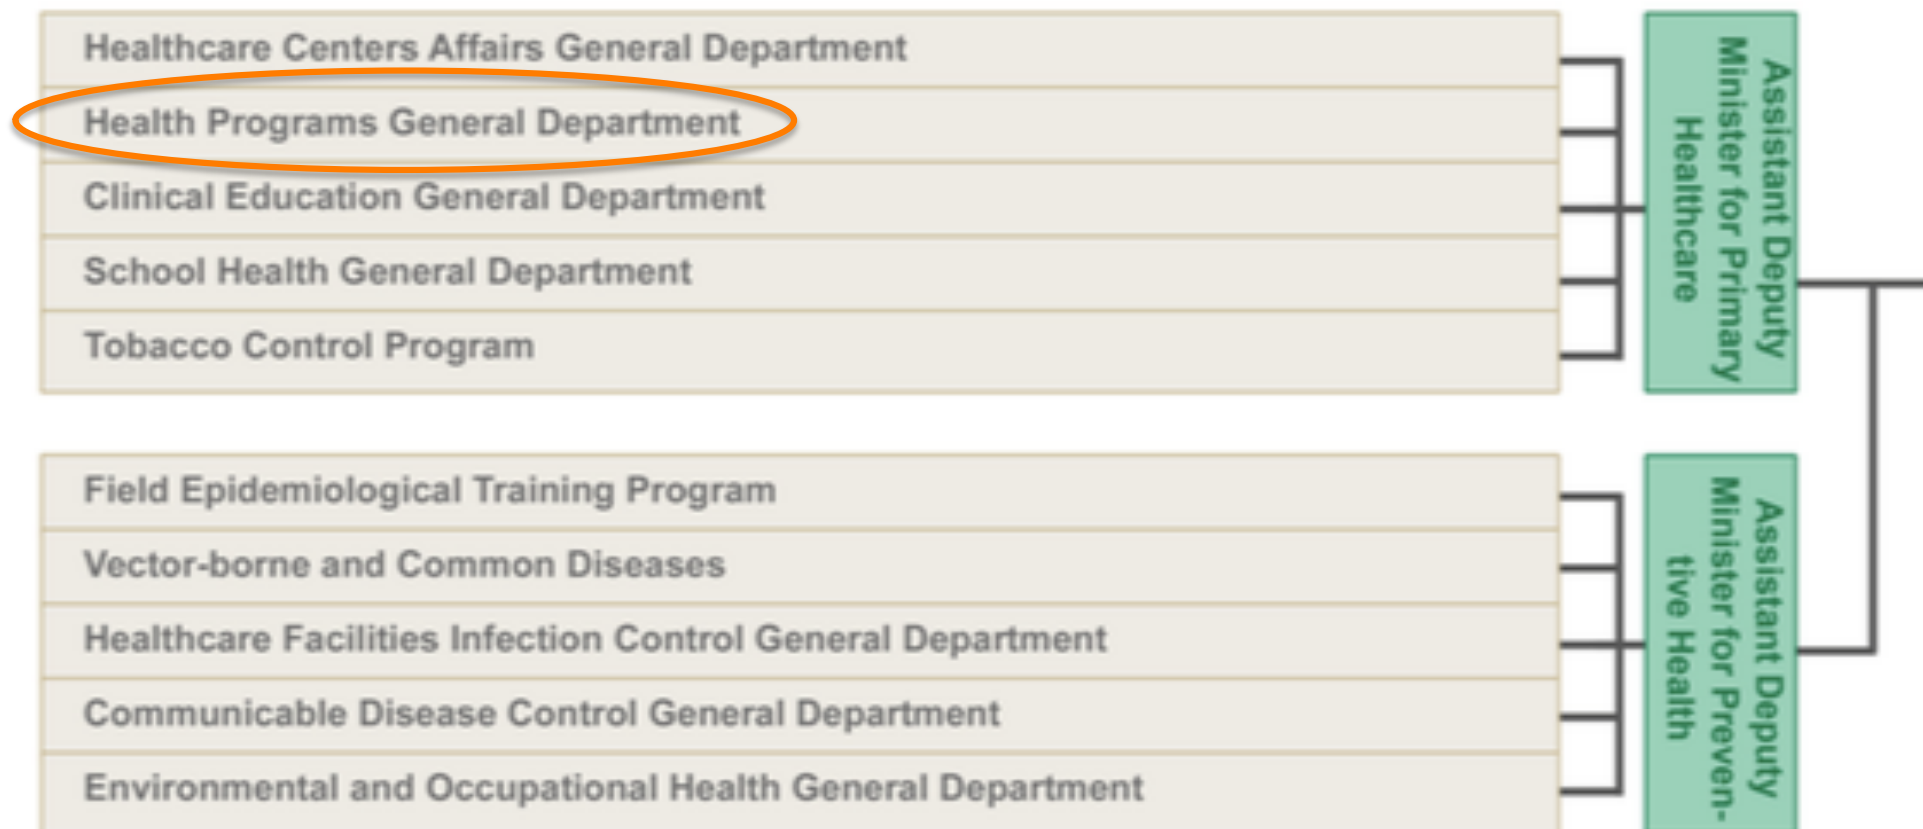 Healthcare Centers Affairs General Department
Health Programs General Department
Clinical Education General Department
School Health General Department
Tobacco Control Program
Assistant Deputy
Minister for Primary
Healthcare
Field Epidemiological Training Program
Vector-borne and Common Diseases
Healthcare Facilities Infection Control General Department
Communicable Disease Control General Department
Environmental and Occupational Health General Department
Assistant Deputy
Minister for Preven-
tive Health